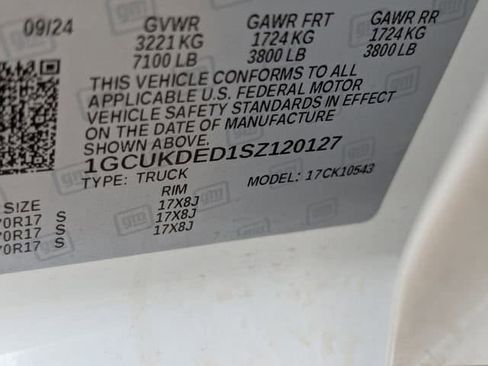 09/24 GVWR GAWR FRT GAWR RR
3221 KG 1724 KG 1724 KG
7100 LB 3800 LB 3800 LB
THIS VEHICLE CONFORMS TO ALL
APPLICABLE U.S. FEDERAL MOTOR
VEHICLE SAFETY STANDARDS IN EFFECT
ON THE DATE OF MANUFACTURE
SHOWN ABOVE.
1GCUKDED1SZ120127
TYPE: TRUCK MODEL: 17CK10543
SIZE RIM
70R17 S 17X8J
70R17 S 17X8J
70R17 S 17X8J
gm